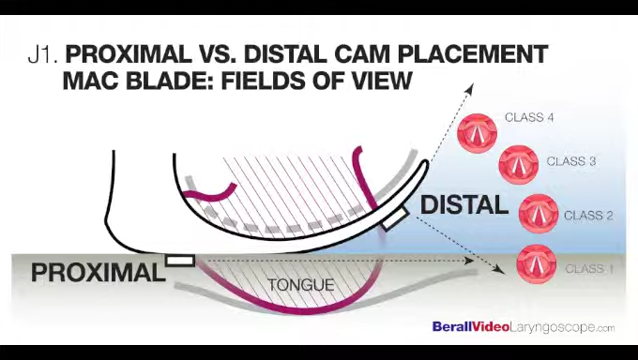 J1. PROXIMAL VS. DISTAL CAM PLACEMENT
MAC BLADE: FIELDS OF VIEW
CLASS 4
CLASS 3
DISTAL
CLASS 2
PROXIMAL
CLASS 1
TONGUE
BerallVideoLaryngoscope.com